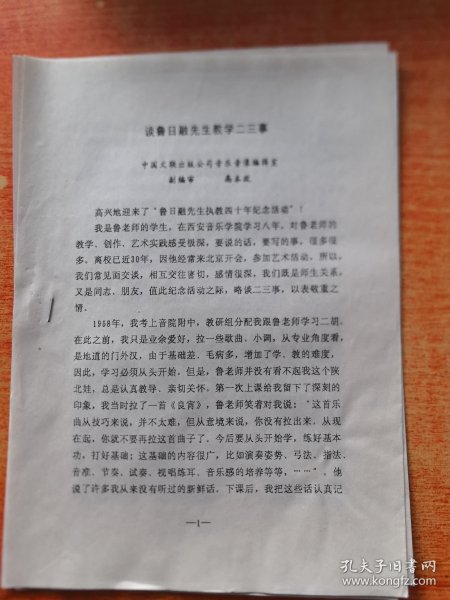 谈鲁日融先生教学二三事
中国文联出版公司音乐音像编辑室
副编审 高
高兴地迎来了“鲁日融先生执教四十年纪念活动”！
我是鲁老师的学生，在西安音乐学院学习八年，对鲁老师的
教学、创作、艺术实践感受极深，要说的话，要写的事，很多很
多。离校已近30年，因他经常来北京开会，参加艺术活动，所以，
我们常见面交谈，相互交往密切，感情很深，我们既是师生关系，
又是同志、朋友，值此纪念活动之际，略谈二三事，以表敬重之
情。
1958年，我考上音院附中，教研组分配我跟鲁老师学习二胡。
在此之前，我只是业余爱好，拉一些歌曲、小调，从专业角度看，
是地道的门外汉，由于基础差、毛病多，增加了学、教的难度，
因此，学习必须从头开始。但是，鲁老师并没有看不起我这个陕
北娃，总是认真教导、亲切关怀。第一次上课给我留下了深刻的
印象，我当时拉了一首《良宵》，鲁老师笑着对我说：“这首乐
曲从技巧来说，并不太难，但从意境来说，你没有拉出来。从现
在起，你就不要再拉这首曲子了。今后要从头开始学，练好基本
功，打好基础；这基础的内容很广，比如演奏姿势、弓法、指法、
音准、节奏、试奏、视唱练耳、音乐感的培养等等，……”。他
说了许多我从来没有听过的新鲜话。下课后，我把这些话认真记
—1—
孔夫子旧书网
www.kongfz.com